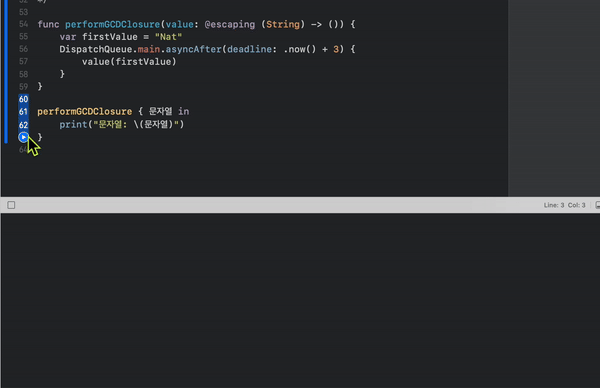 52 */
53
54 func performGCDClosure(value: @escaping (String) -> ()) {
55 var firstValue = "Nat"
56 DispatchQueue.main.asyncAfter(deadline: .now() + 3) {
57 value(firstValue)
58 }
59 }
60
61 performGCDClosure { 문자열 in
62 print("문자열: \(문자열)")
}
64
Line: 3 Col: 3